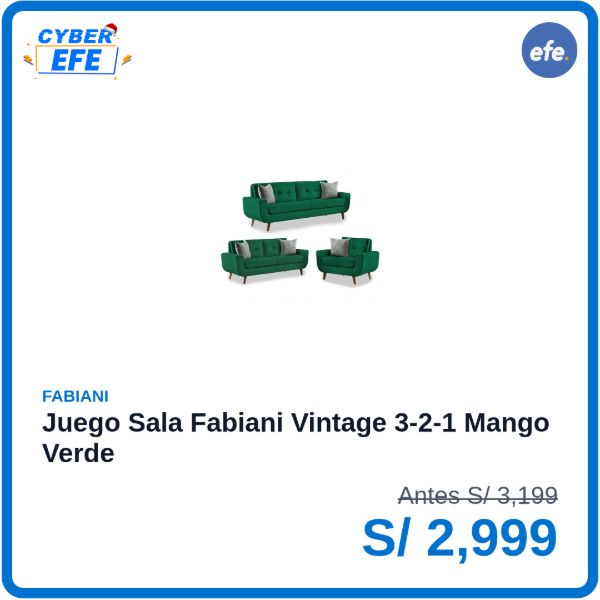 CYBER
EFE
efe.
FABIANI
Juego Sala Fabiani Vintage 3-2-1 Mango
Verde
Antes S/ 3,199
S/ 2,999